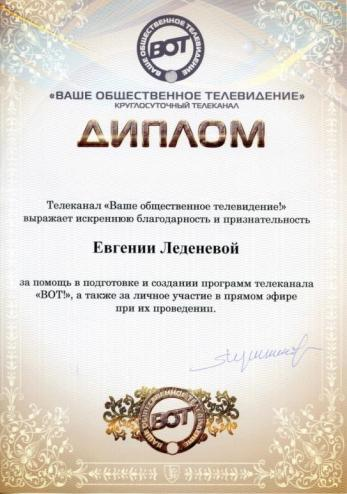 ВАШЕ ОБЩЕСТВЕННОЕ ТЕЛЕВИДЕНИЕ
ВОТ
«ВАШЕ ОБЩЕСТВЕННОЕ ТЕЛЕВИДЕНИЕ»
КРУГЛОСУТОЧНЫЙ ТЕЛЕКАНАЛ
ДИПЛОМ
Телеканал «Ваше общественное телевидение!»
выражает искреннюю благодарность и признательность
Евгении Леденевой
за помощь в подготовке и создании программ телеканала
«ВОТ!», а также за личное участие в прямом эфире
при их проведении.
ВАШЕ ОБЩЕСТВЕННОЕ ТЕЛЕВИДЕНИЕ
ВОТ